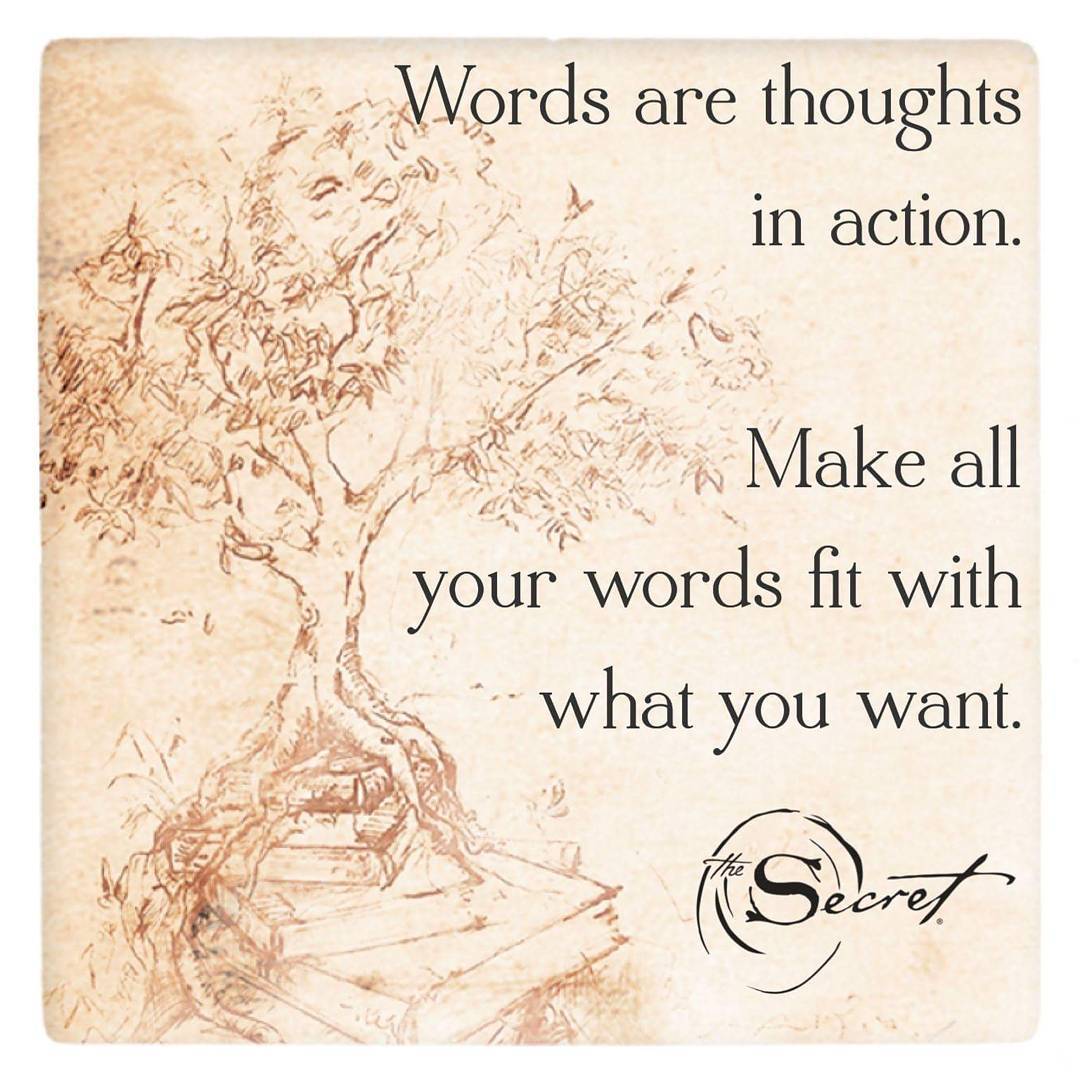 Words are thoughts
in action.
Make all
your words fit with
what you want.
the Secret®